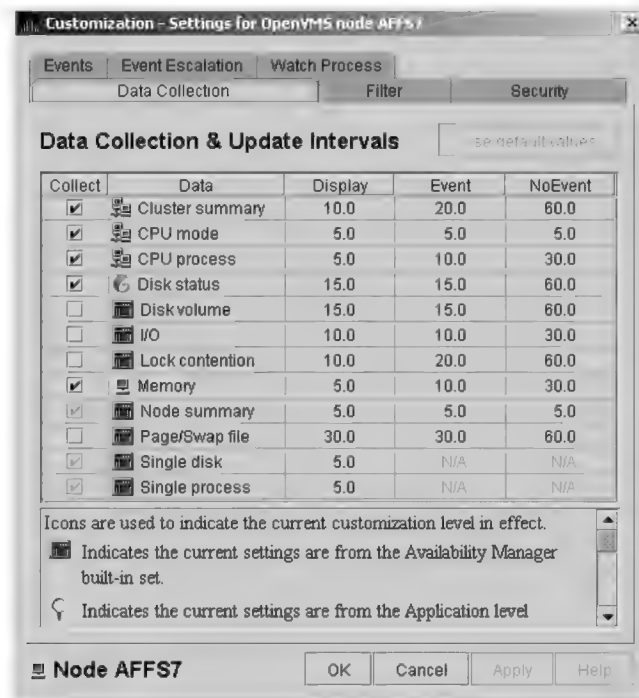 Customization - Settings for OpenVMS node AFFS7
Events Event Escalation Watch Process
Data Collection Filter Security
Data Collection & Update Intervals
se default values
Collect Data Display Event NoEvent
Cluster summary 10.0 20.0 60.0
CPU mode 5.0 5.0 5.0
CPU process 5.0 10.0 30.0
Disk status 15.0 15.0 60.0
Disk volume 15.0 15.0 60.0
I/O 10.0 10.0 30.0
Lock contention 10.0 20.0 60.0
Memory 5.0 10.0 30.0
Node summary 5.0 5.0 5.0
Page/Swap file 30.0 30.0 60.0
Single disk 5.0 N/A N/A
Single process 5.0 N/A N/A
Icons are used to indicate the current customization level in effect.
Indicates the current settings are from the Availability Manager
built-in set.
Indicates the current settings are from the Application level
Node AFFS7
OK Cancel Apply Help